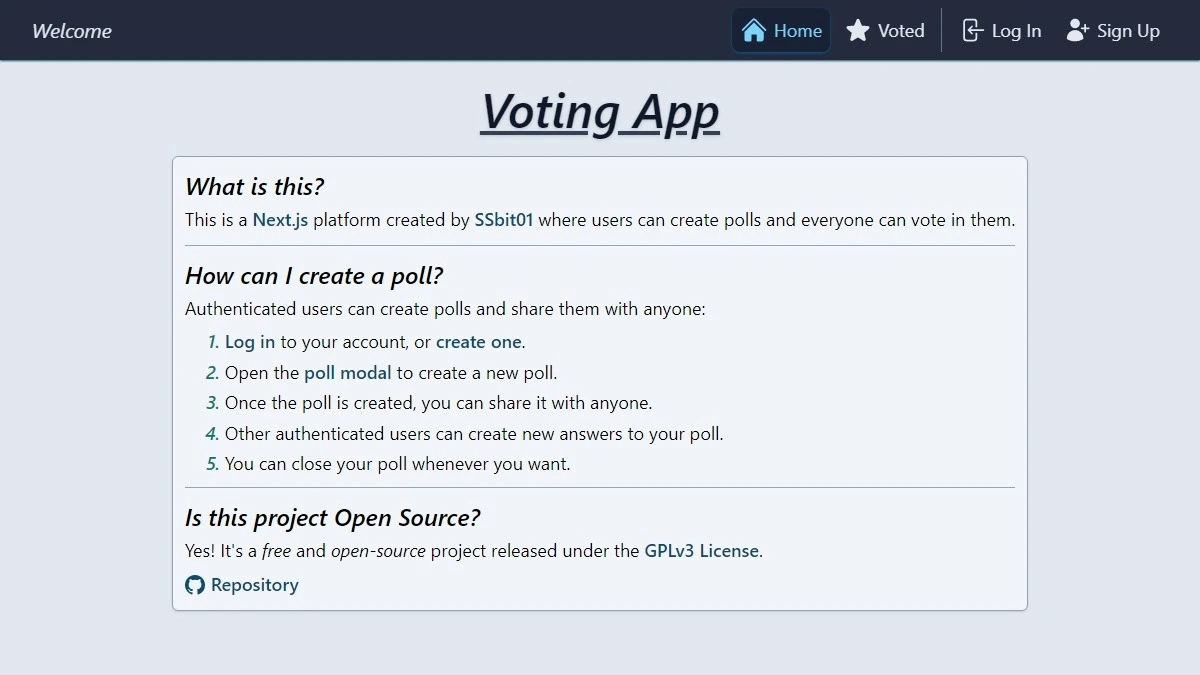 Welcome
Home
Voted
Log In
Sign Up
Voting App
What is this?
This is a Next.js platform created by SSbit01 where users can create polls and everyone can vote in them.
How can I create a poll?
Authenticated users can create polls and share them with anyone:
1. Log in to your account, or create one.
2. Open the poll modal to create a new poll.
3. Once the poll is created, you can share it with anyone.
4. Other authenticated users can create new answers to your poll.
5. You can close your poll whenever you want.
Is this project Open Source?
Yes! It's a free and open-source project released under the GPLv3 License.
Repository